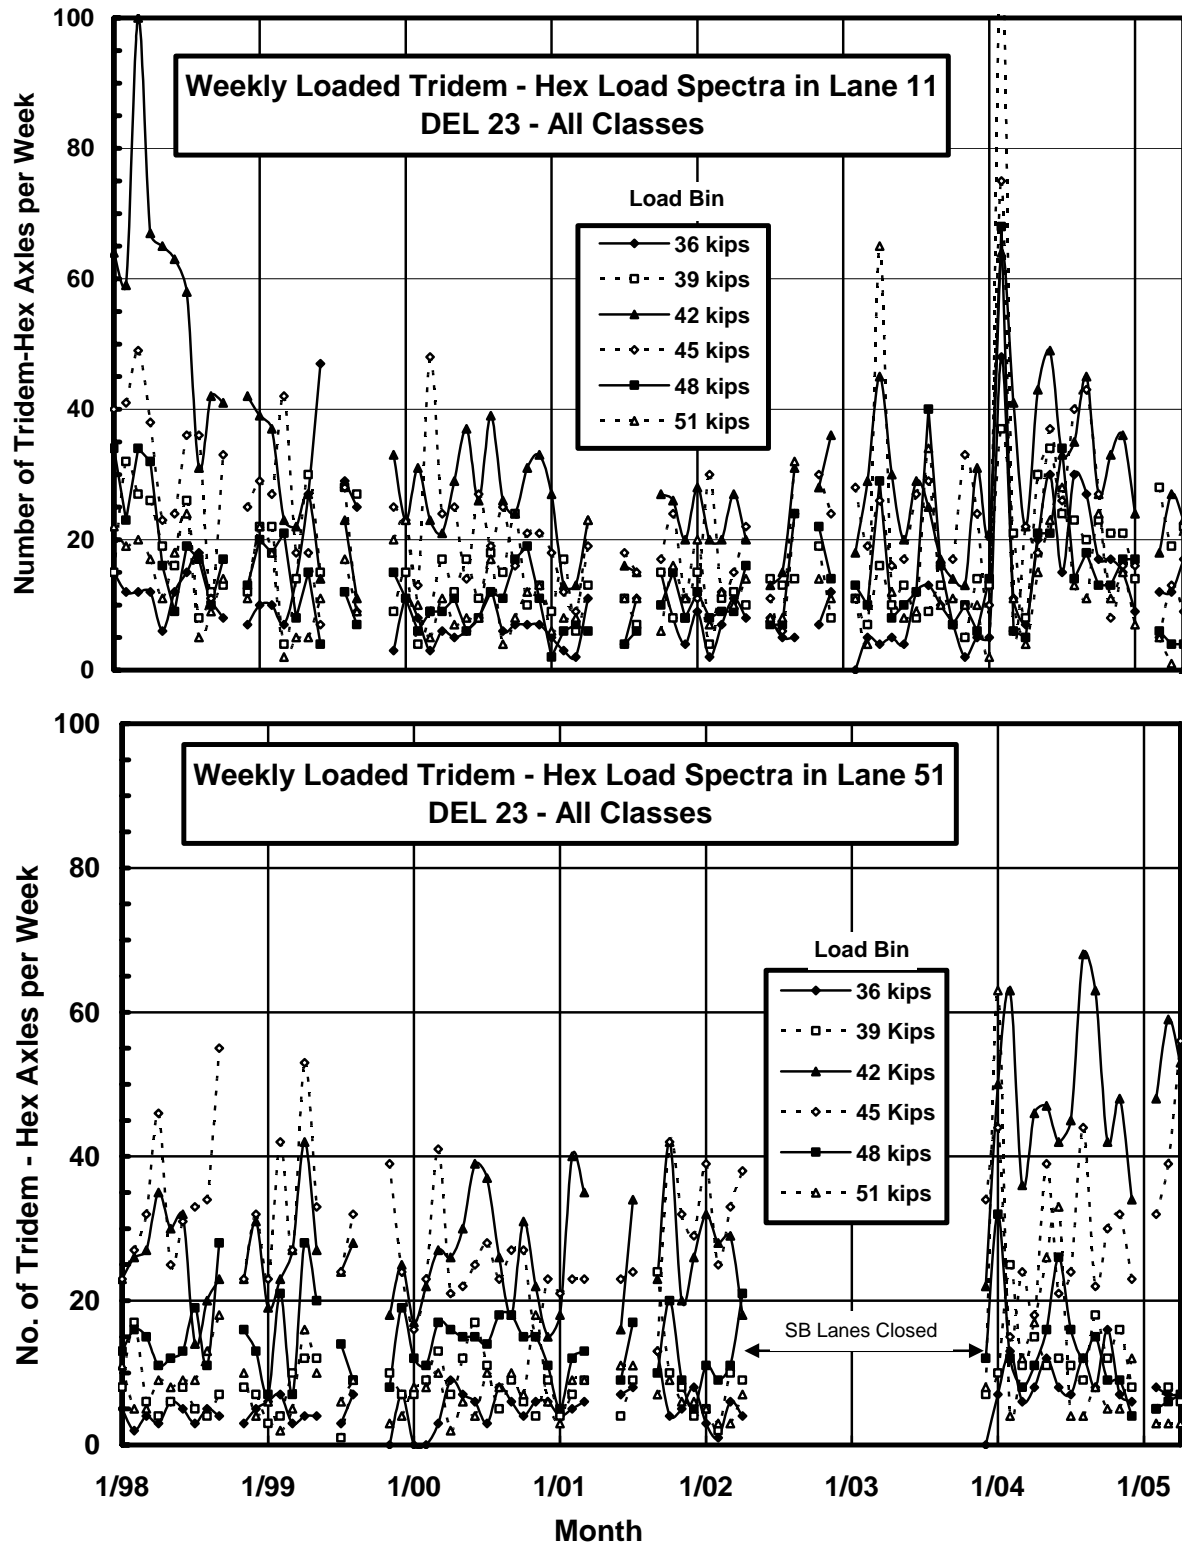 100
80
60
40
20
0
Number of Tridem-Hex Axles per Week
Weekly Loaded Tridem - Hex Load Spectra in Lane 11
DEL 23 - All Classes
Load Bin
36 kips
39 kips
42 kips
45 kips
48 kips
51 kips
100
80
60
40
20
0
No. of Tridem - Hex Axles per Week
Weekly Loaded Tridem - Hex Load Spectra in Lane 51
DEL 23 - All Classes
Load Bin
36 kips
39 Kips
42 Kips
45 Kips
48 kips
51 kips
SB Lanes Closed
1/98 1/99 1/00 1/01 1/02 1/03 1/04 1/05
Month